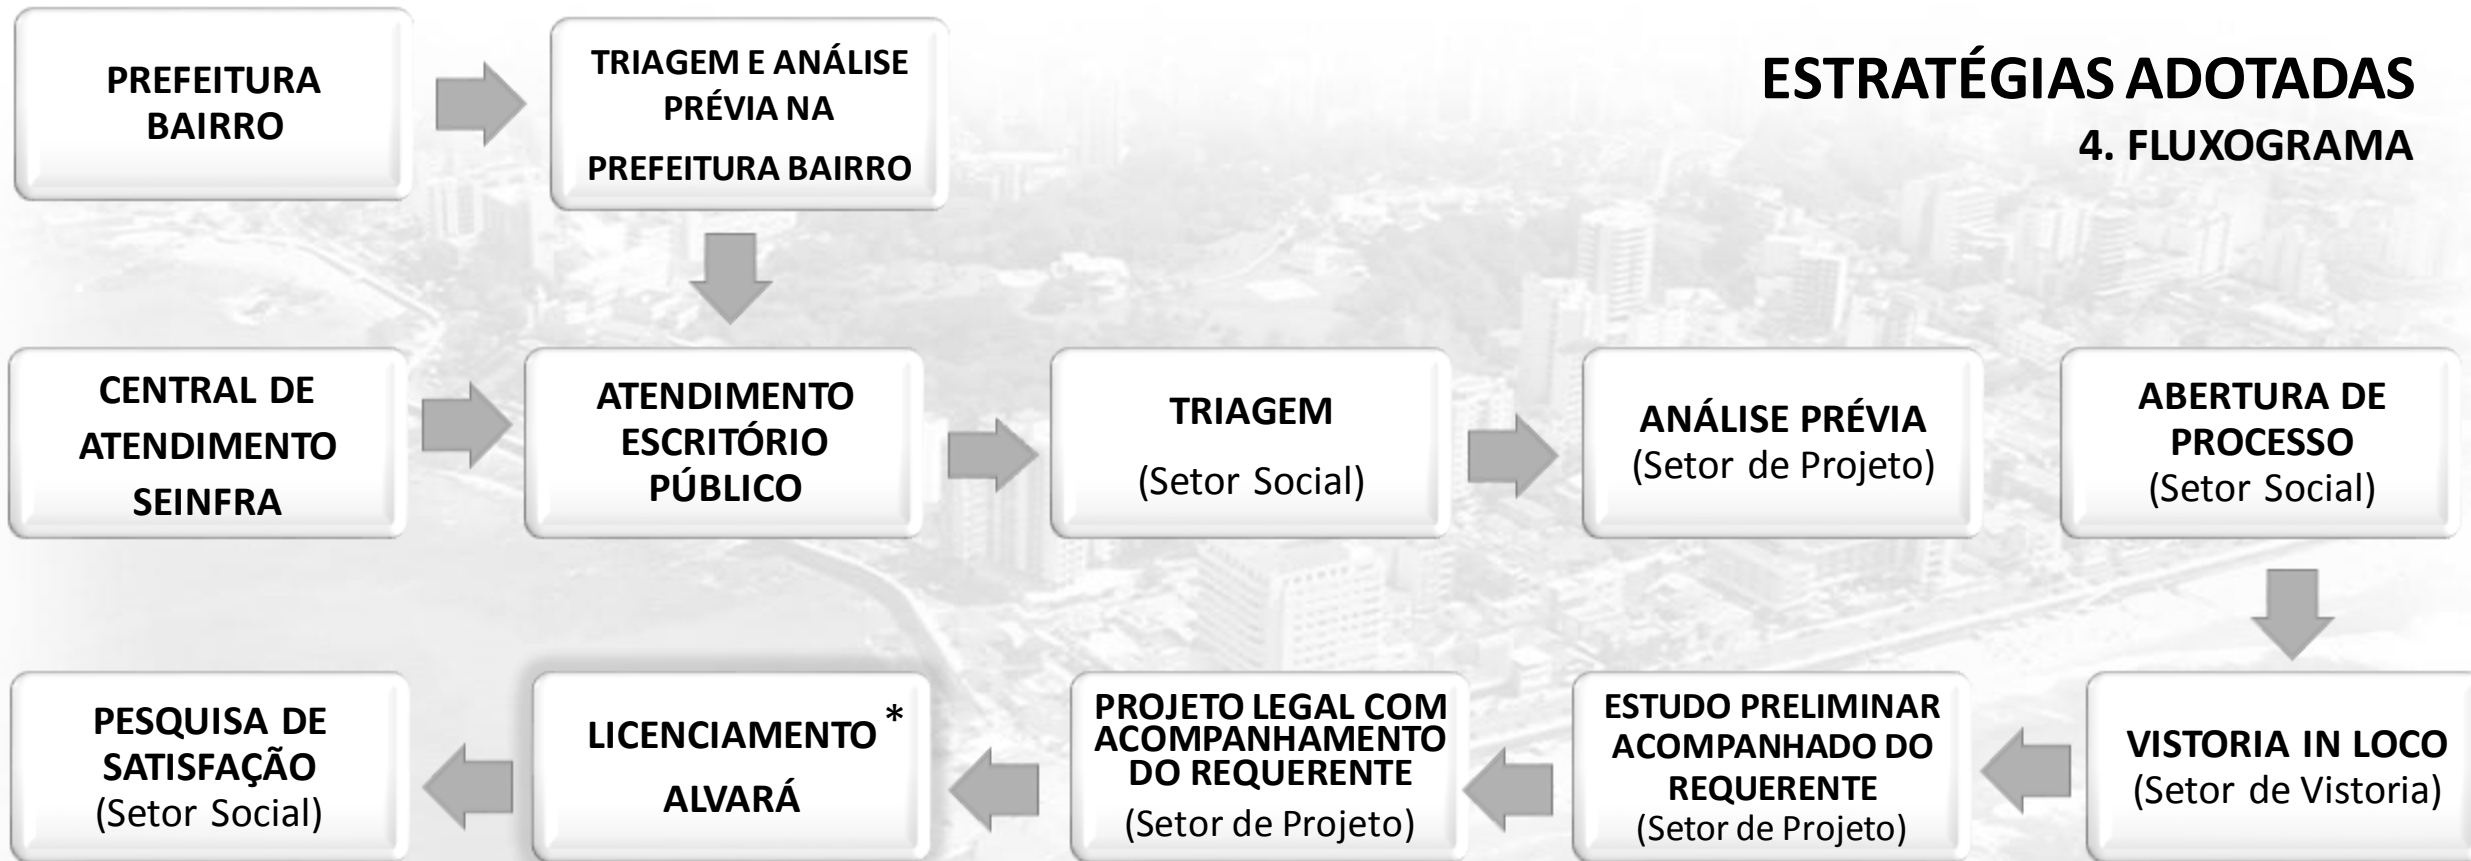 ESTRATÉGIAS ADOTADAS
4. FLUXOGRAMA
PREFEITURA
BAIRRO
TRIAGEM E ANÁLISE
PRÉVIA NA
PREFEITURA BAIRRO
CENTRAL DE
ATENDIMENTO
SEINFRA
ATENDIMENTO
ESCRITÓRIO
PÚBLICO
TRIAGEM
(Setor Social)
ANÁLISE PRÉVIA
(Setor de Projeto)
ABERTURA DE
PROCESSO
(Setor Social)
VISTORIA IN LOCO
(Setor de Vistoria)
ESTUDO PRELIMINAR
ACOMPANHADO DO
REQUERENTE
(Setor de Projeto)
PROJETO LEGAL COM
ACOMPANHAMENTO
DO REQUERENTE
(Setor de Projeto)
LICENCIAMENTO *
ALVARÁ
PESQUISA DE
SATISFAÇÃO
(Setor Social)